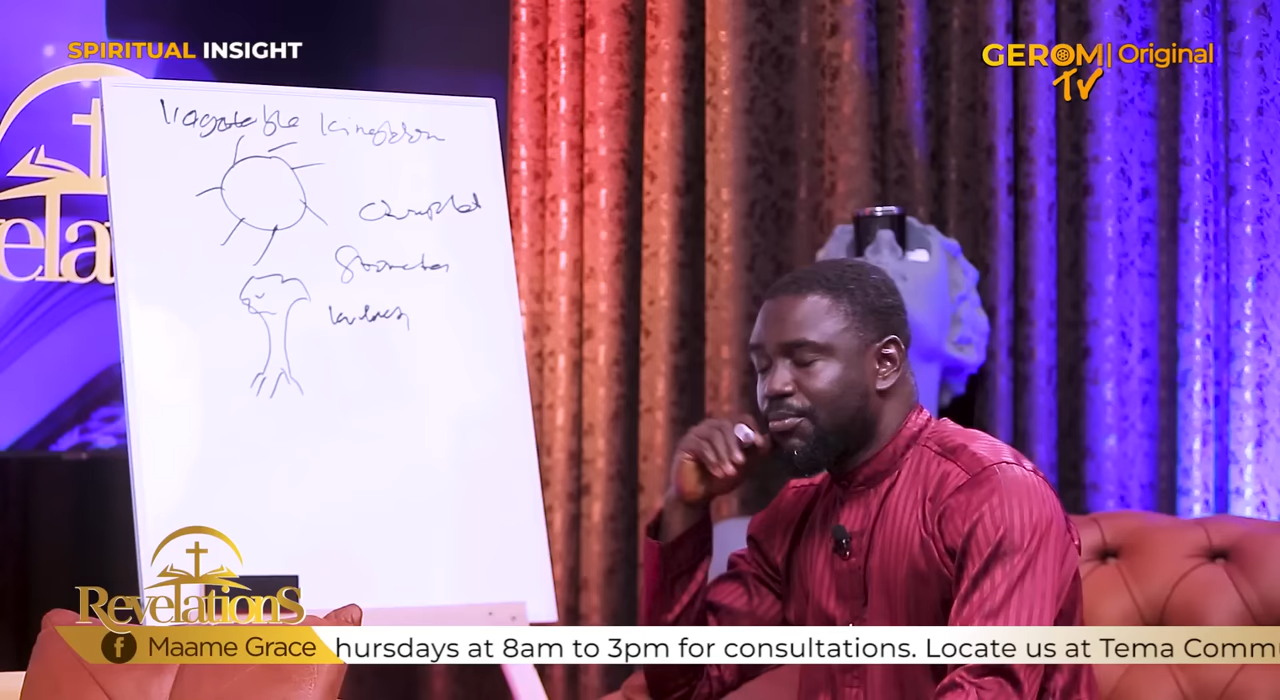 SPIRITUAL INSIGHT
GEROM TV | Original
Vagatable kingdom
ela
RevelationS
f Maame Grace
hursdays at 8am to 3pm for consultations. Locate us at Tema Commu